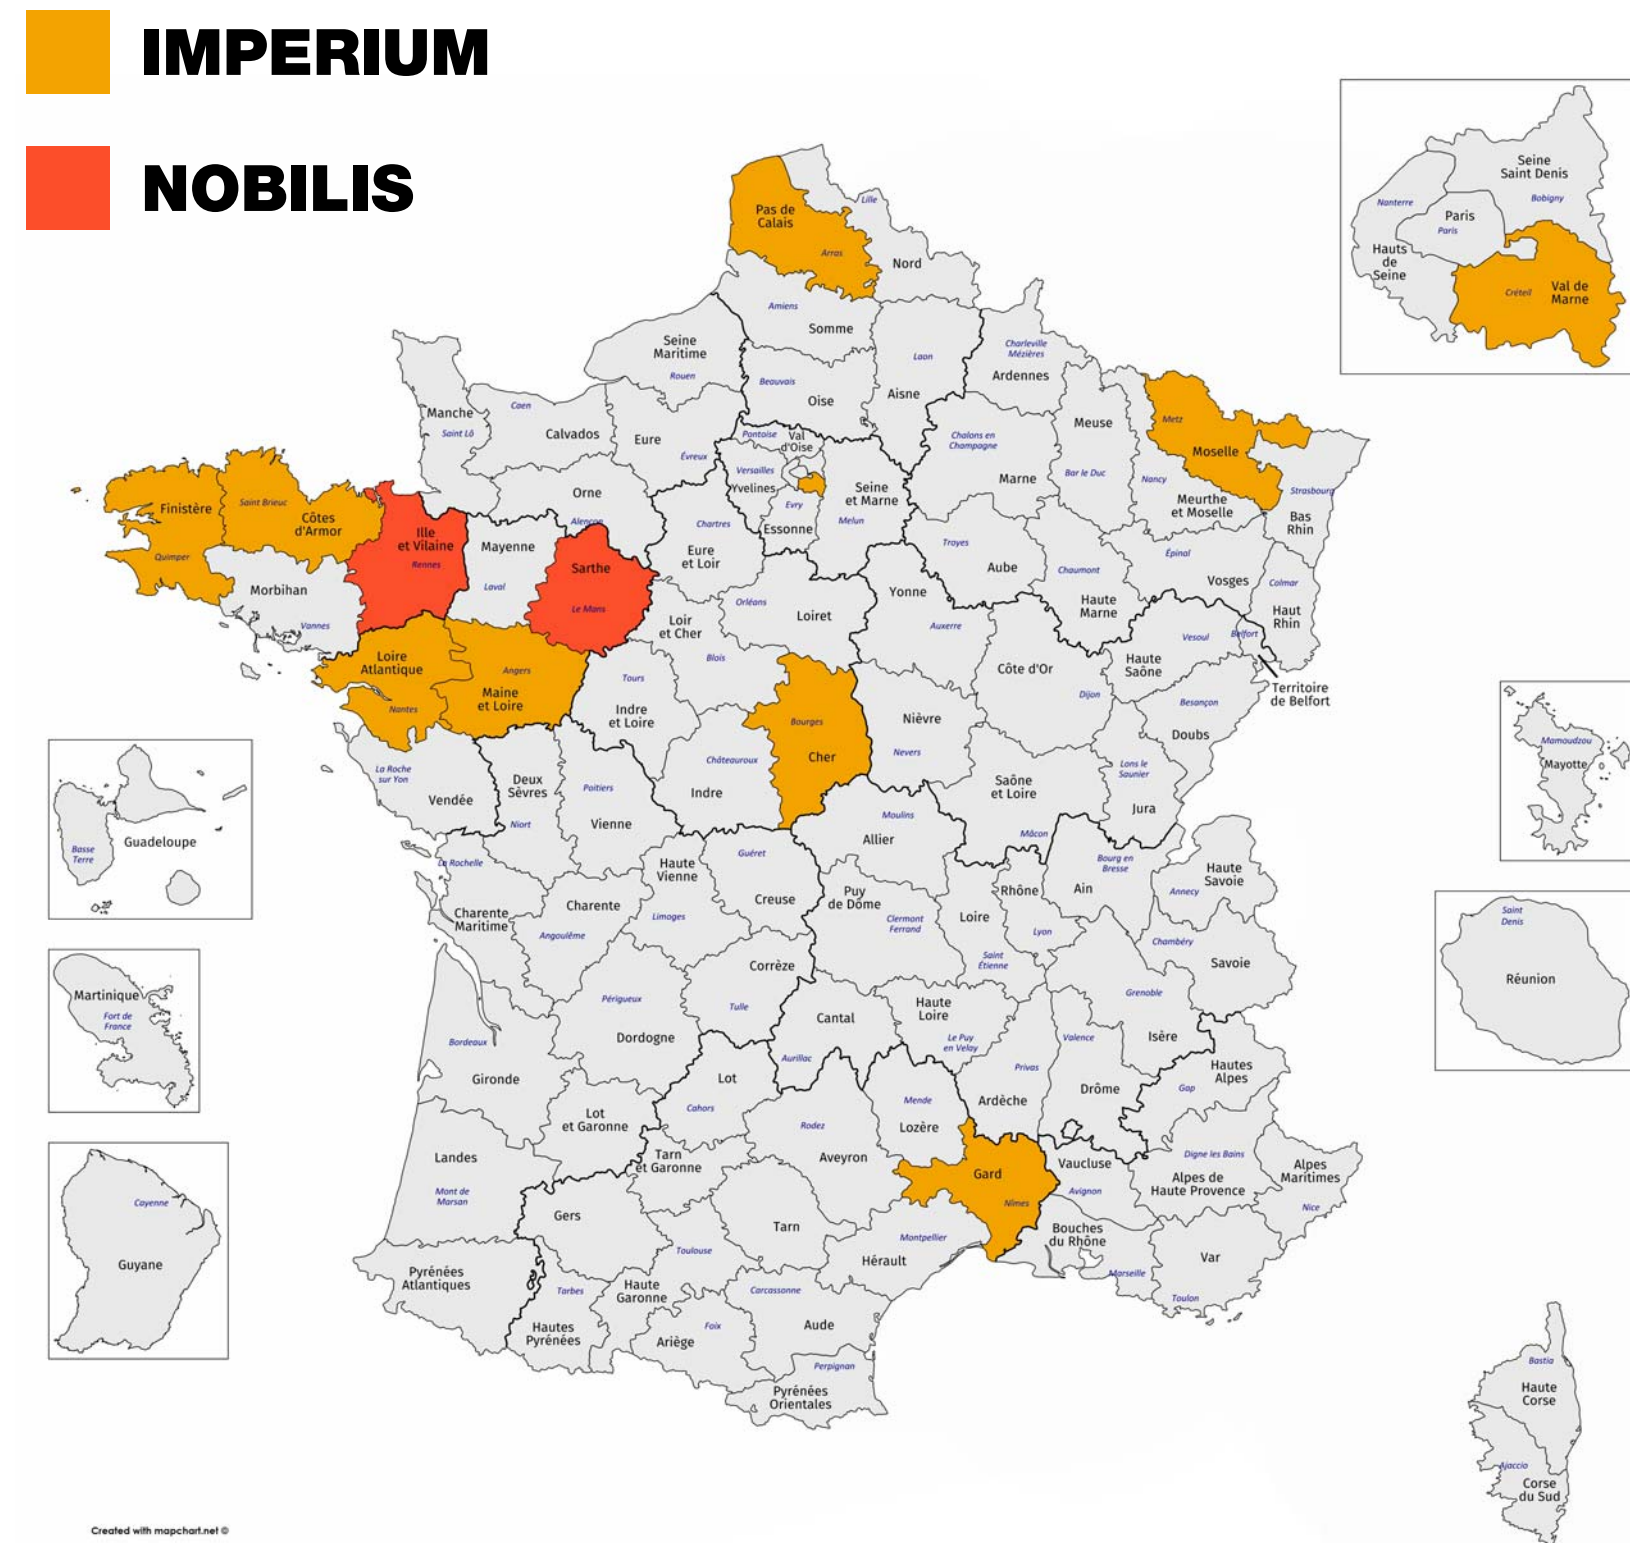 IMPERIUM
NOBILIS
Pas de
Calais
Arras
Lille
Nord
Amiens
Somme
Seine
Maritime
Rouen
Beauvais
Oise
Laon
Aisne
Charleville
Mézières
Ardennes
Seine
Saint Denis
Bobigny
Nanterre
Paris
Paris
Hauts
de
Seine
Créteil
Val de
Marne
Manche
Saint Lô
Caen
Calvados
Eure
Évreux
Pontoise
Val
d'Oise
Versailles
Yvelines
Evry
Essonne
Seine
et Marne
Melun
Chalons en
Champagne
Marne
Meuse
Bar le Duc
Metz
Moselle
Nancy
Meurthe
et Moselle
Strasbourg
Bas
Rhin
Finistère
Quimper
Saint Brieuc
Côtes
d'Armor
Ille
et Vilaine
Rennes
Morbihan
Vannes
Orne
Alençon
Mayenne
Laval
Sarthe
Le Mans
Chartres
Eure
et Loir
Troyes
Aube
Chaumont
Haute
Marne
Épinal
Vosges
Colmar
Haut
Rhin
Loir
et Cher
Blois
Orléans
Loiret
Yonne
Auxerre
Côte d'Or
Dijon
Vesoul
Haute
Saône
Belfort
Territoire
de Belfort
Besançon
Doubs
Loire
Atlantique
Nantes
Angers
Maine
et Loire
Tours
Indre
et Loire
Bourges
Cher
Nièvre
Nevers
Châteauroux
Indre
La Roche
sur Yon
Vendée
Deux
Sèvres
Niort
Poitiers
Vienne
Saône
et Loire
Mâcon
Lons le
Saunier
Jura
Moulins
Allier
Mamoudzou
Mayotte
Basse
Terre
Guadeloupe
La Rochelle
Charente
Maritime
Charente
Angoulême
Haute
Vienne
Limoges
Guéret
Creuse
Puy
de Dôme
Clermont
Ferrand
Loire
Saint
Étienne
Rhône
Lyon
Bourg en
Bresse
Ain
Haute
Savoie
Annecy
Chambéry
Savoie
Saint
Denis
Réunion
Martinique
Fort de
France
Bordeaux
Gironde
Périgueux
Dordogne
Corrèze
Tulle
Cantal
Aurillac
Haute
Loire
Le Puy
en Velay
Privas
Ardèche
Valence
Drôme
Grenoble
Isère
Hautes
Alpes
Gap
Lot
Cahors
Lot
et Garonne
Landes
Mont de
Marsan
Tarn
et Garonne
Rodez
Aveyron
Mende
Lozère
Gard
Nîmes
Vaucluse
Avignon
Digne les Bains
Alpes de
Haute Provence
Alpes
Maritimes
Nice
Cayenne
Guyane
Gers
Toulouse
Haute
Garonne
Tarn
Montpellier
Hérault
Bouches
du Rhône
Marseille
Var
Toulon
Pyrénées
Atlantiques
Tarbes
Hautes
Pyrénées
Foix
Ariège
Carcassonne
Aude
Perpignan
Pyrénées
Orientales
Bastia
Haute
Corse
Ajaccio
Corse
du Sud
Created with mapchart.net ©